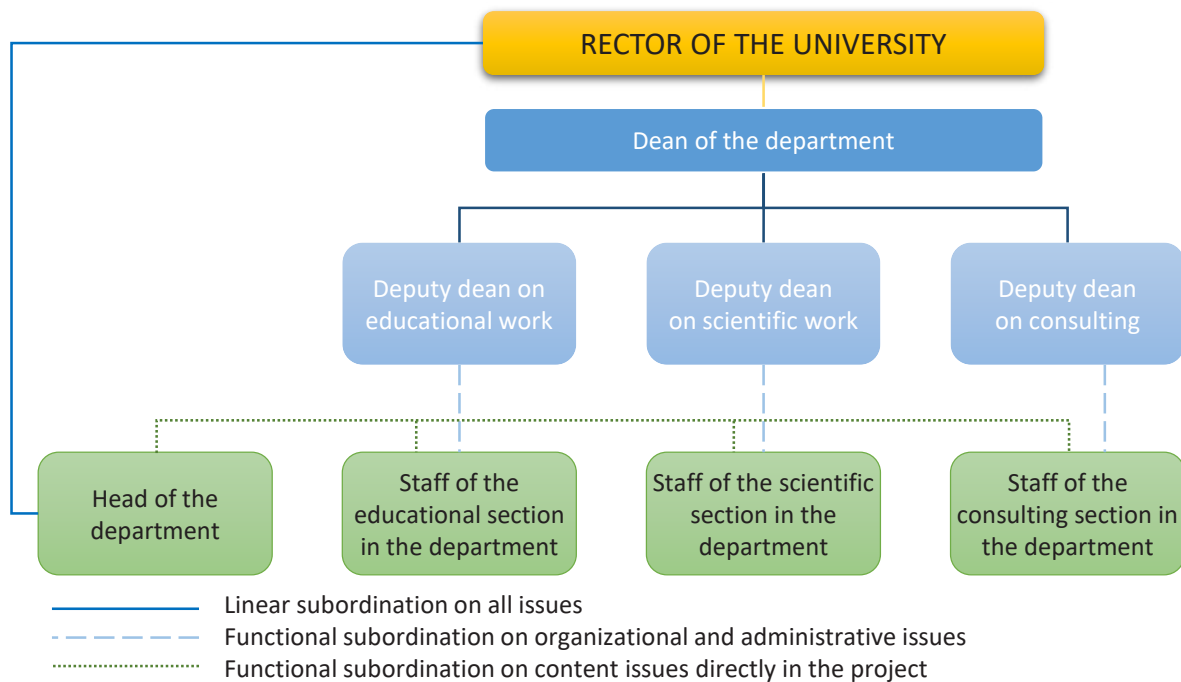 RECTOR OF THE UNIVERSITY
Dean of the department
Deputy dean on
educational work
Deputy dean
on scientific work
Deputy dean
on consulting
Head of the
department
Staff of the
educational section
in the department
Staff of the scientific
section in the
department
Staff of the
consulting section in
the department
Linear subordination on all issues
Functional subordination on organizational and administrative issues
Functional subordination on content issues directly in the project